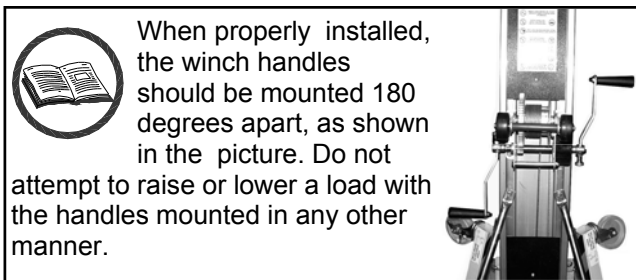 When properly installed,
the winch handles
should be mounted 180
degrees apart, as shown
in the picture. Do not
attempt to raise or lower a load with
the handles mounted in any other
manner.